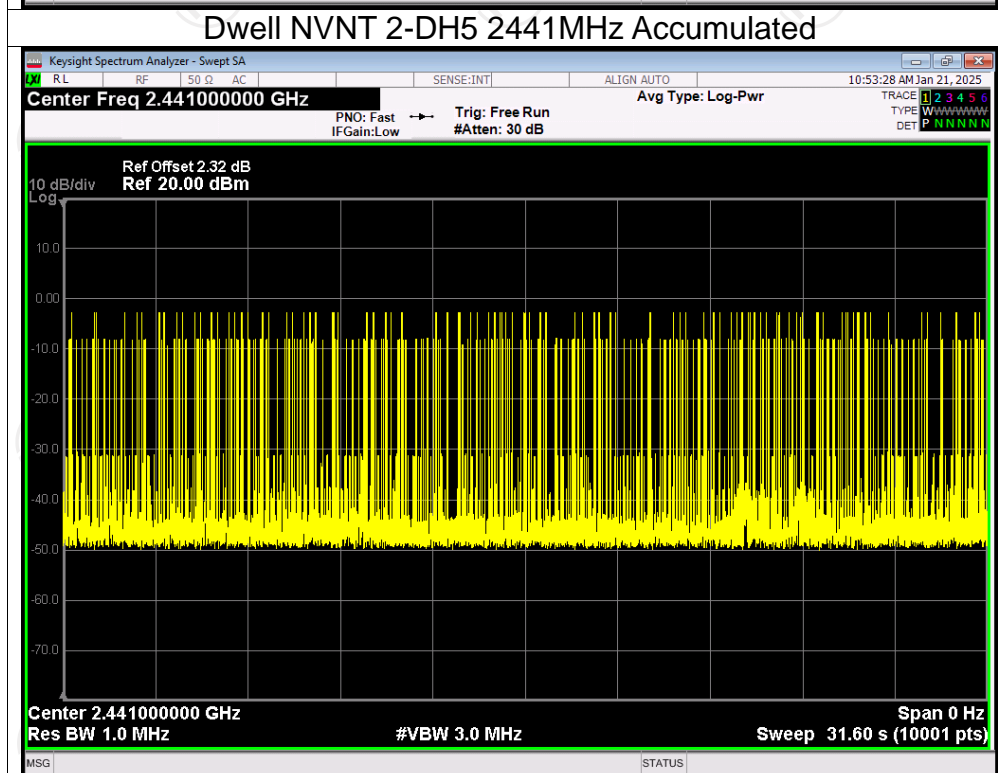 Dwell NVNT 2-DH5 2441MHz Accumulated
Keysight Spectrum Analyzer - Swept SA
LXI RL RF 50 Ω AC SENSE:INT ALIGN AUTO 10:53:28 AM Jan 21, 2025
Center Freq 2.441000000 GHz Avg Type: Log-Pwr TRACE 1 2 3 4 5 6
PNO: Fast Trig: Free Run TYPE WWWWWW
IFGain:Low #Atten: 30 dB DET P N N N N N
Ref Offset 2.32 dB
10 dB/div Ref 20.00 dBm
Log
10.0
0.00
-10.0
-20.0
-30.0
-40.0
-50.0
-60.0
-70.0
Center 2.441000000 GHz Span 0 Hz
Res BW 1.0 MHz #VBW 3.0 MHz Sweep 31.60 s (10001 pts)
MSG STATUS